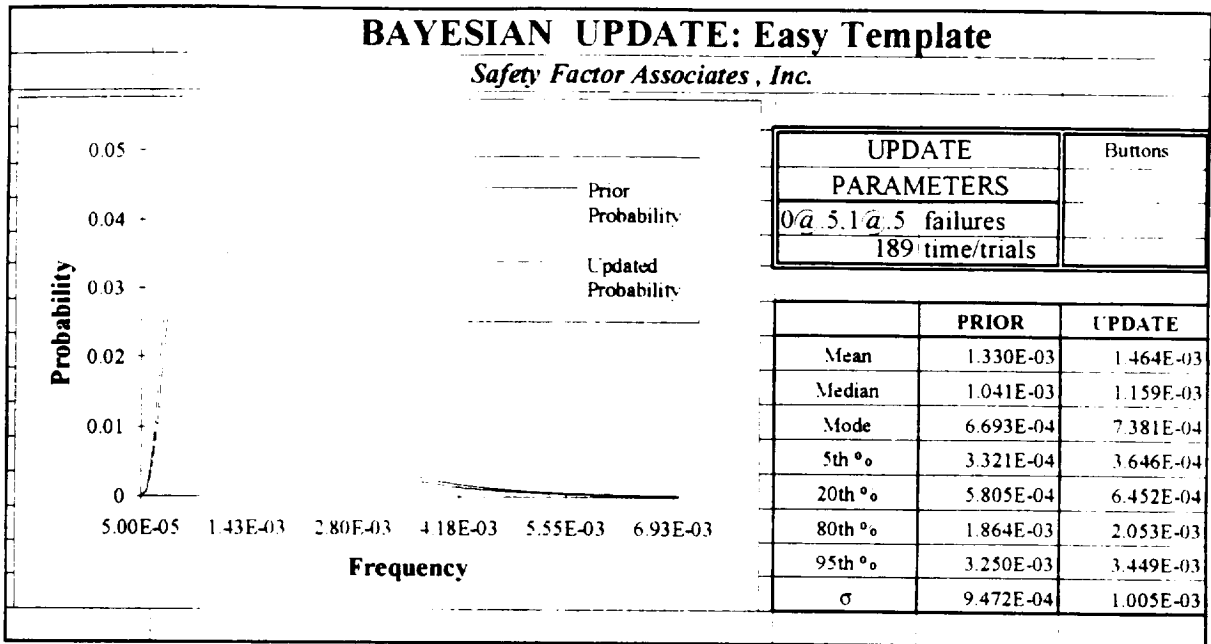 BAYESIAN UPDATE: Easy Template
Safety Factor Associates, Inc.
Probability
0.05
0.04
0.03
0.02
0.01
0
5.00E-05 1.43E-03 2.80E-03 4.18E-03 5.55E-03 6.93E-03
Frequency
Prior
Probability
Updated
Probability
UPDATE
PARAMETERS
0@.5,1@.5 failures
189 time/trials
Buttons
PRIOR UPDATE
Mean 1.330E-03 1.464E-03
Median 1.041E-03 1.159E-03
Mode 6.693E-04 7.381E-04
5th % 3.321E-04 3.646E-04
20th % 5.805E-04 6.452E-04
80th % 1.864E-03 2.053E-03
95th % 3.250E-03 3.449E-03
σ 9.472E-04 1.005E-03